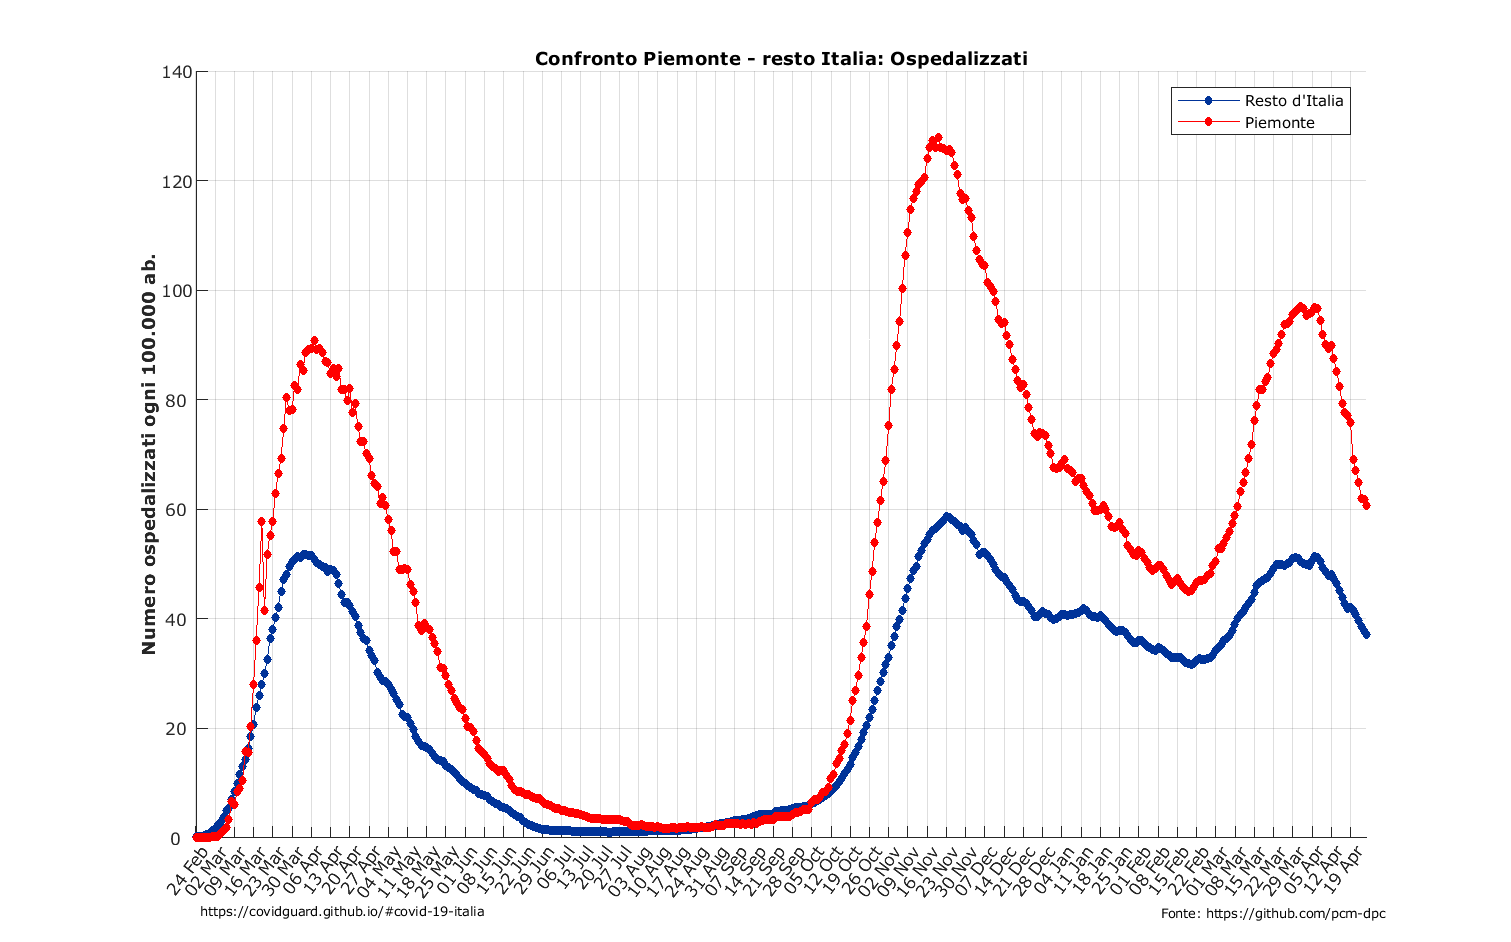 Confronto Piemonte - resto Italia: Ospedalizzati
Resto d'Italia
Piemonte
Numero ospedalizzati ogni 100.000 ab.
140
120
100
80
60
40
20
0
24 Feb
02 Mar
09 Mar
16 Mar
23 Mar
30 Mar
06 Apr
13 Apr
20 Apr
27 Apr
04 May
11 May
18 May
25 May
01 Jun
08 Jun
15 Jun
22 Jun
29 Jun
06 Jul
13 Jul
20 Jul
27 Jul
03 Aug
10 Aug
17 Aug
24 Aug
31 Aug
07 Sep
14 Sep
21 Sep
28 Sep
05 Oct
12 Oct
19 Oct
26 Oct
02 Nov
09 Nov
16 Nov
23 Nov
30 Nov
07 Dec
14 Dec
21 Dec
28 Dec
04 Jan
11 Jan
18 Jan
25 Jan
01 Feb
08 Feb
15 Feb
22 Feb
01 Mar
08 Mar
15 Mar
22 Mar
29 Mar
05 Apr
12 Apr
19 Apr
https://covidguard.github.io/#covid-19-italia
Fonte: https://github.com/pcm-dpc